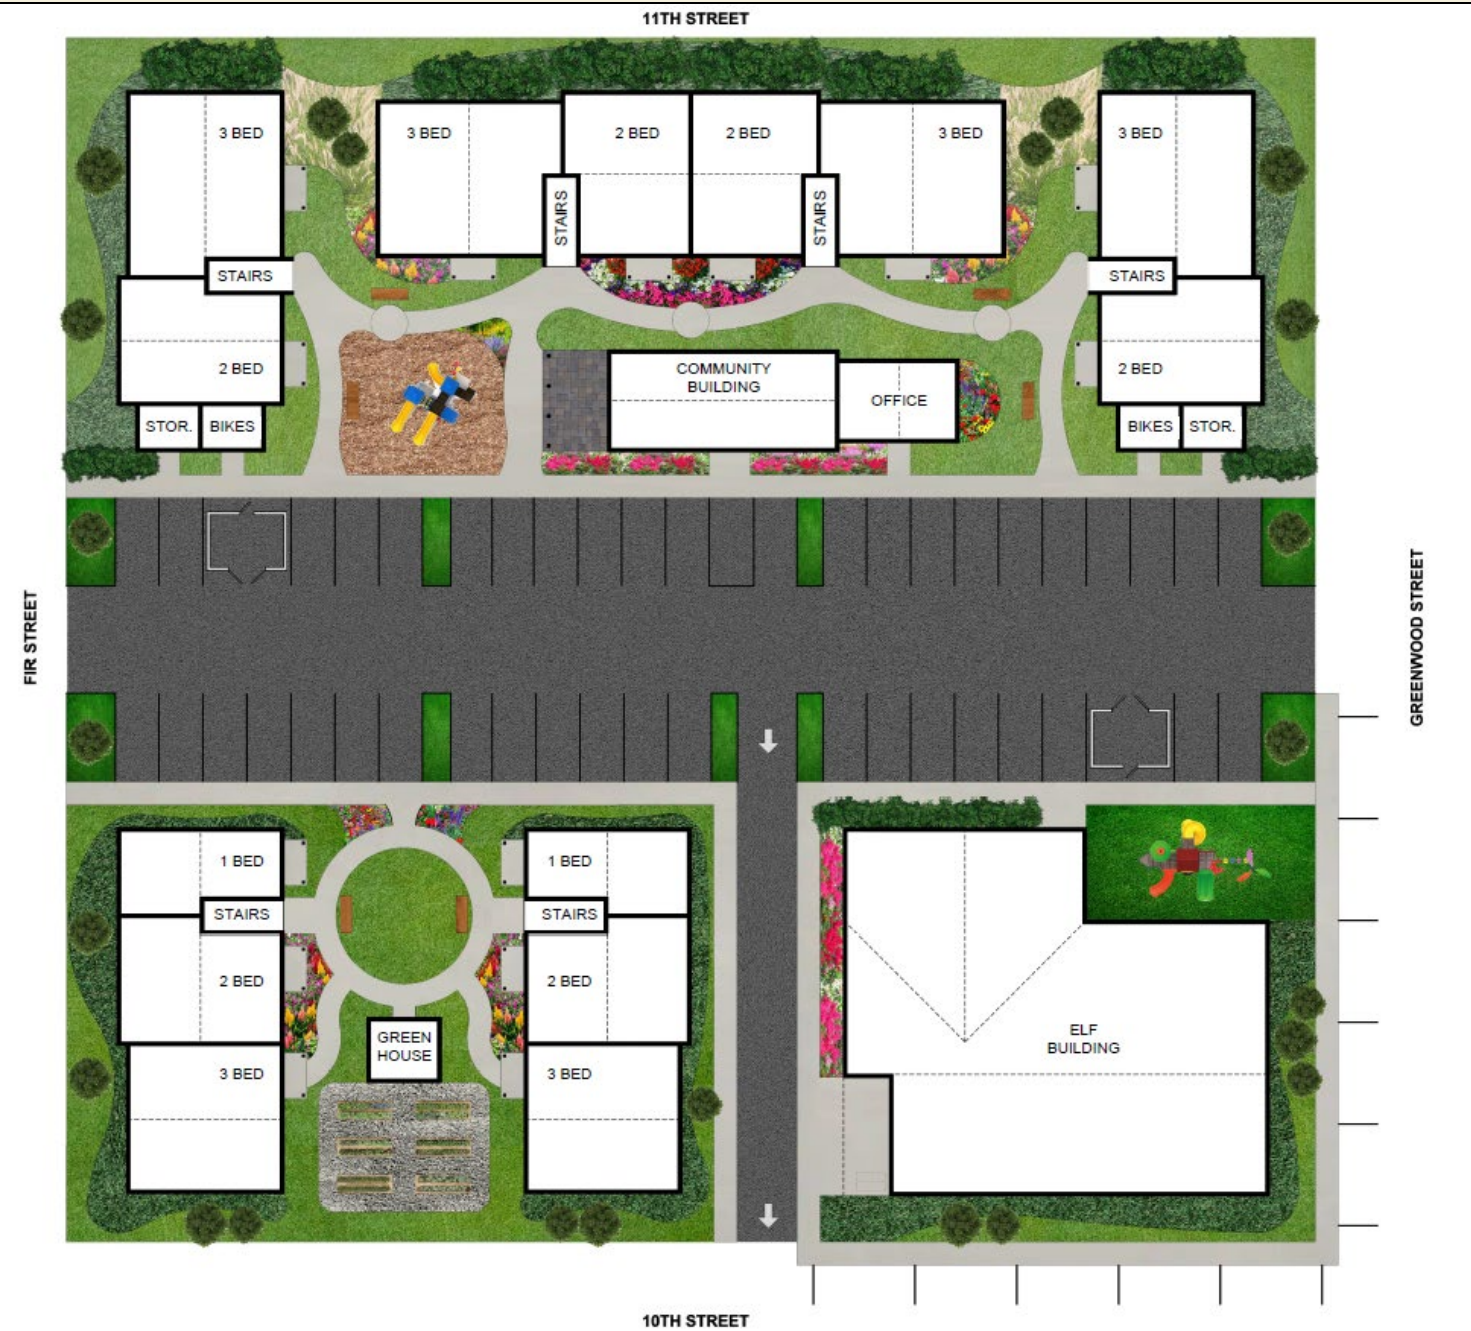 11TH STREET
3 BED
3 BED
2 BED
2 BED
3 BED
3 BED
STAIRS
STAIRS
STAIRS
STAIRS
2 BED
COMMUNITY
BUILDING
OFFICE
2 BED
STOR.
BIKES
BIKES
STOR.
FIR STREET
GREENWOOD STREET
1 BED
1 BED
STAIRS
STAIRS
2 BED
2 BED
GREEN
HOUSE
3 BED
3 BED
ELF
BUILDING
10TH STREET